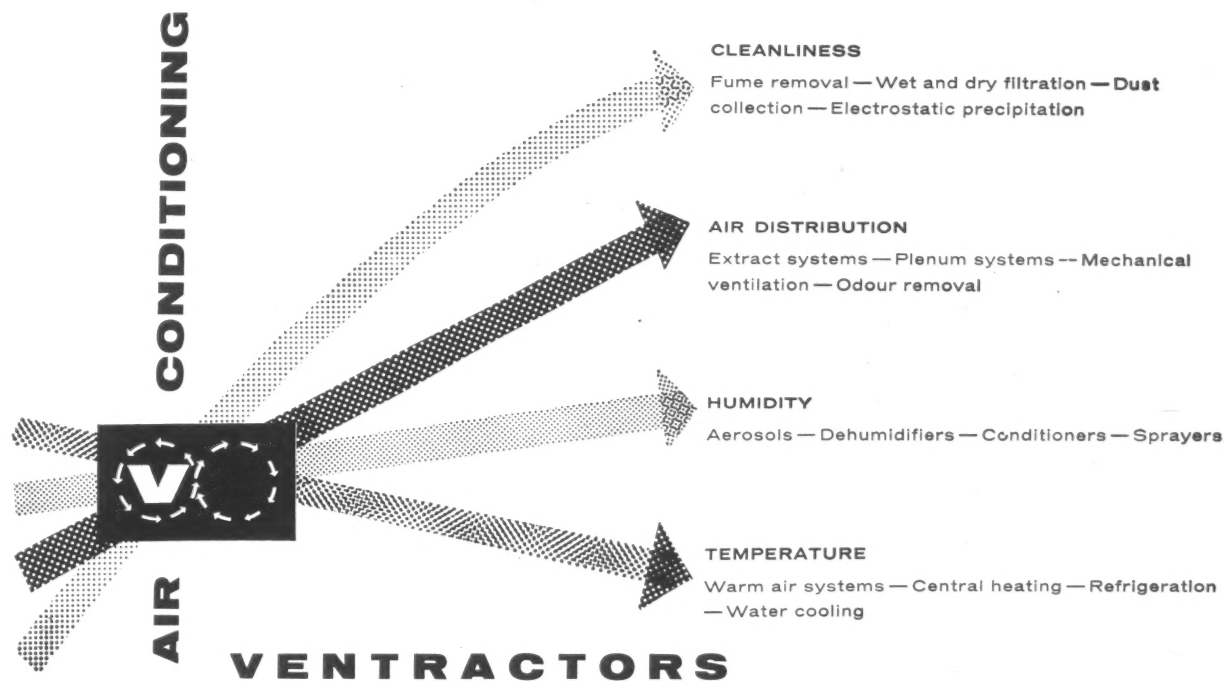 AIR CONDITIONING
CLEANLINESS
Fume removal — Wet and dry filtration — Dust
collection — Electrostatic precipitation
AIR DISTRIBUTION
Extract systems — Plenum systems -- Mechanical
ventilation — Odour removal
HUMIDITY
Aerosols — Dehumidifiers — Conditioners — Sprayers
V
TEMPERATURE
Warm air systems — Central heating — Refrigeration
— Water cooling
VENTRACTORS